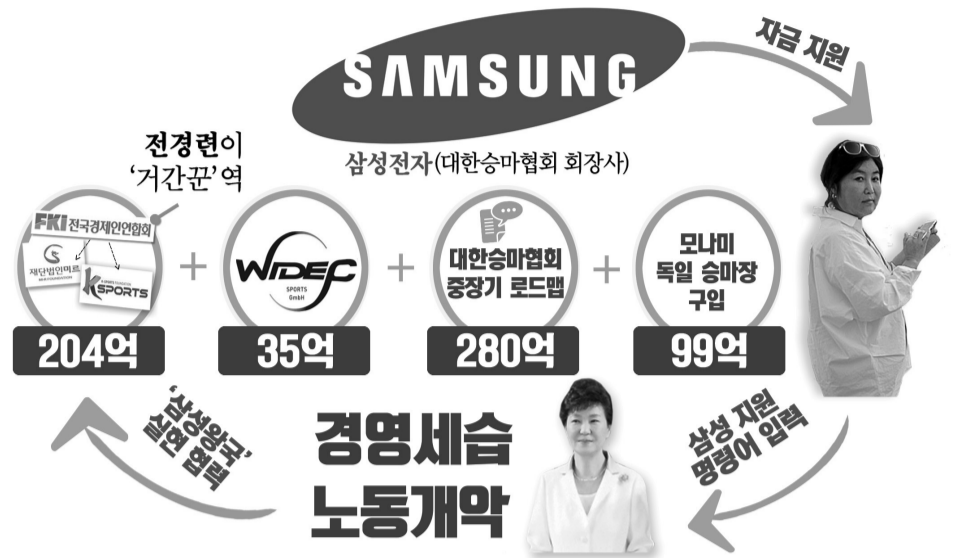 SAMSUNG
자금 지원
삼성전자(대한승마협회 회장사)
전경련이
‘거간꾼’ 역
FKI 전국경제인연합회
재단법인미르
K SPORTS
+
WIDEC
SPORTS
GmbH
+
대한승마협회
중장기 로드맵
+
모나미
독일 승마장
구입
204억
35억
280억
99억
‘삼성왕국’
실현 협력
경영세습
노동개악
삼성 지원
명령어 입력